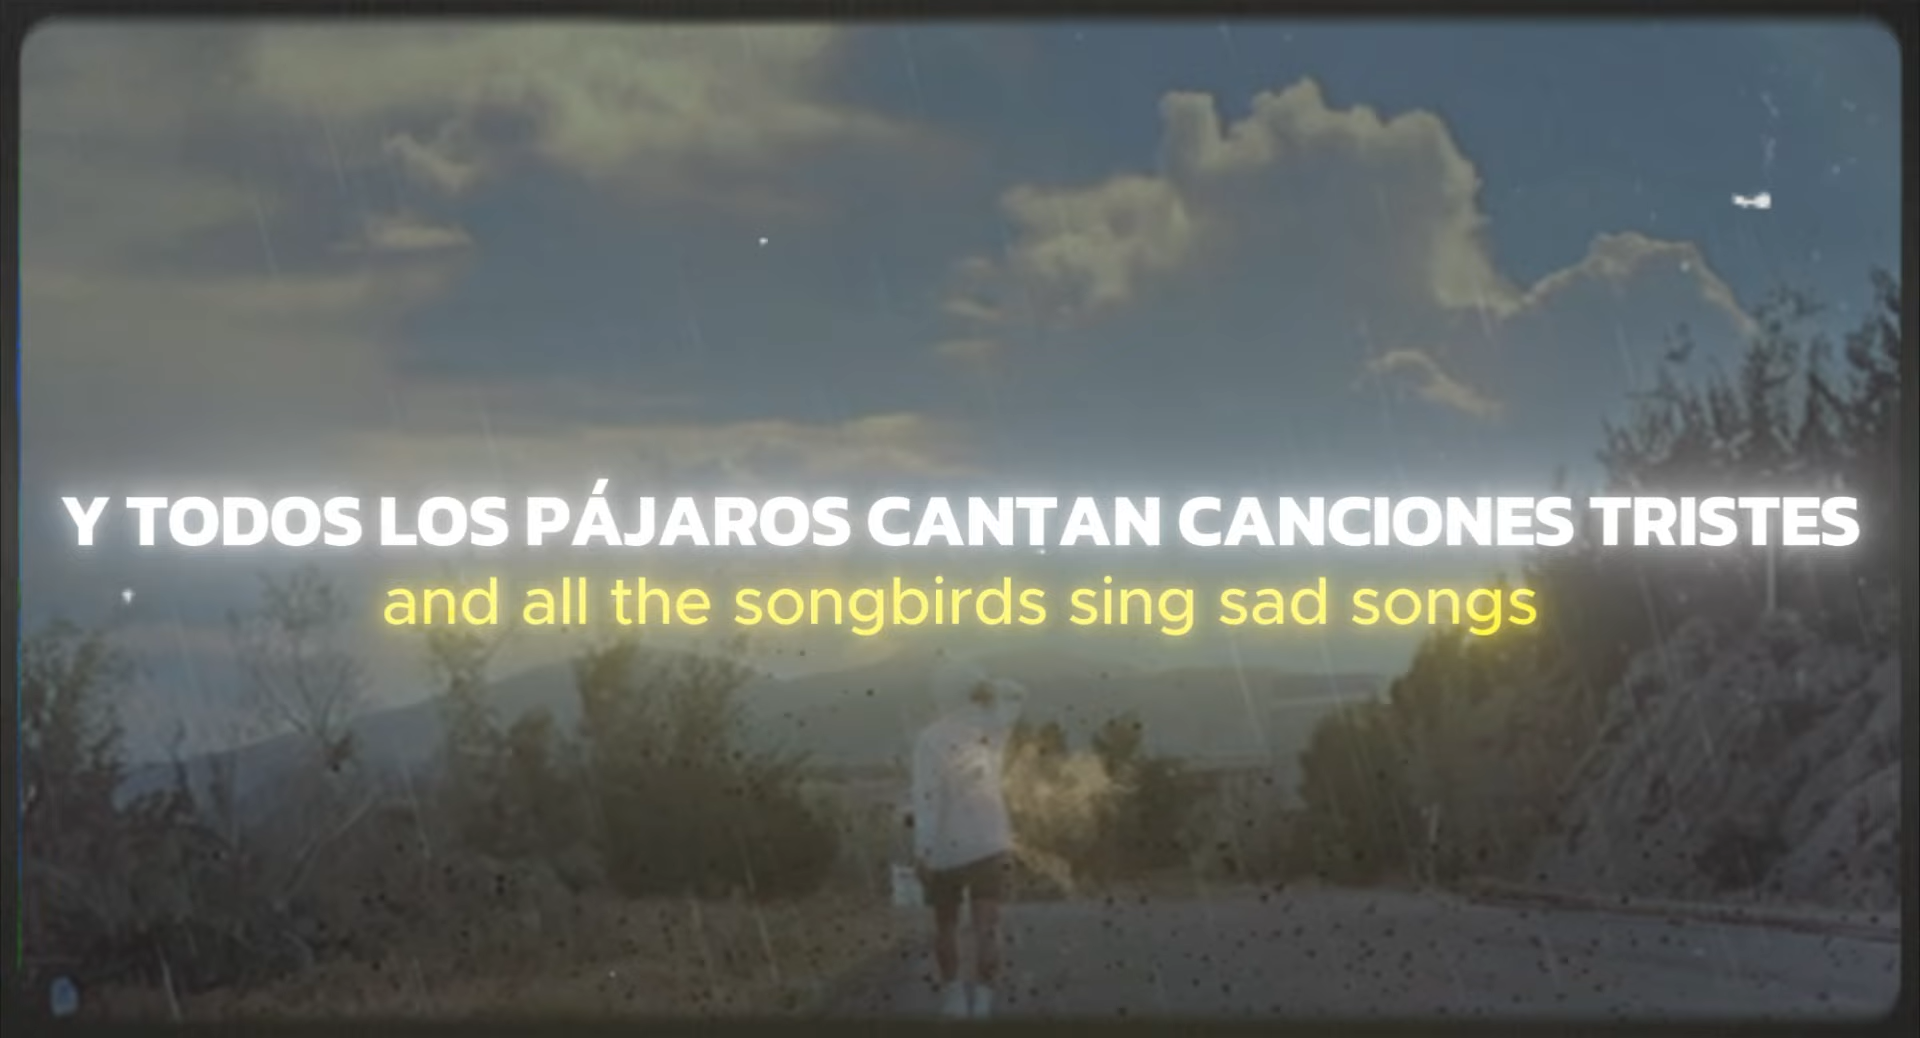 Y TODOS LOS PÁJAROS CANTAN CANCIONES TRISTES
and all the songbirds sing sad songs